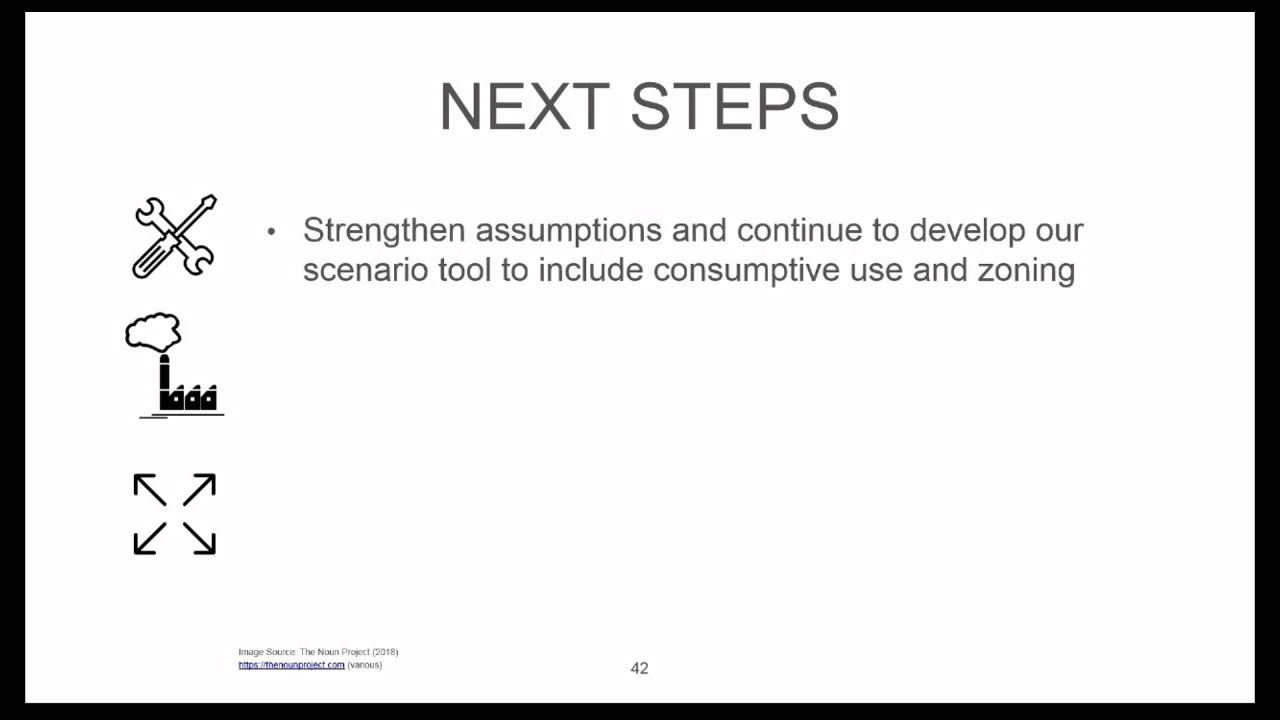 NEXT STEPS
• Strengthen assumptions and continue to develop our
scenario tool to include consumptive use and zoning
Image Source: The Noun Project (2018)
https://thenounproject.com (various)
42